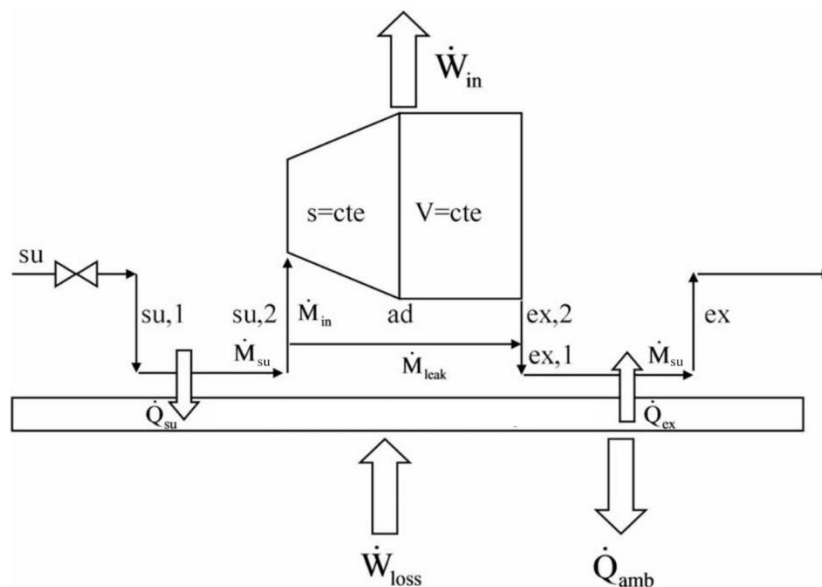 Ẇin
s=cte V=cte
su
su,1 su,2 Ṁin ad ex,2 ex
Ṁsu Ṁleak ex,1 Ṁsu
Q̇su Q̇ex
Ẇloss Q̇amb